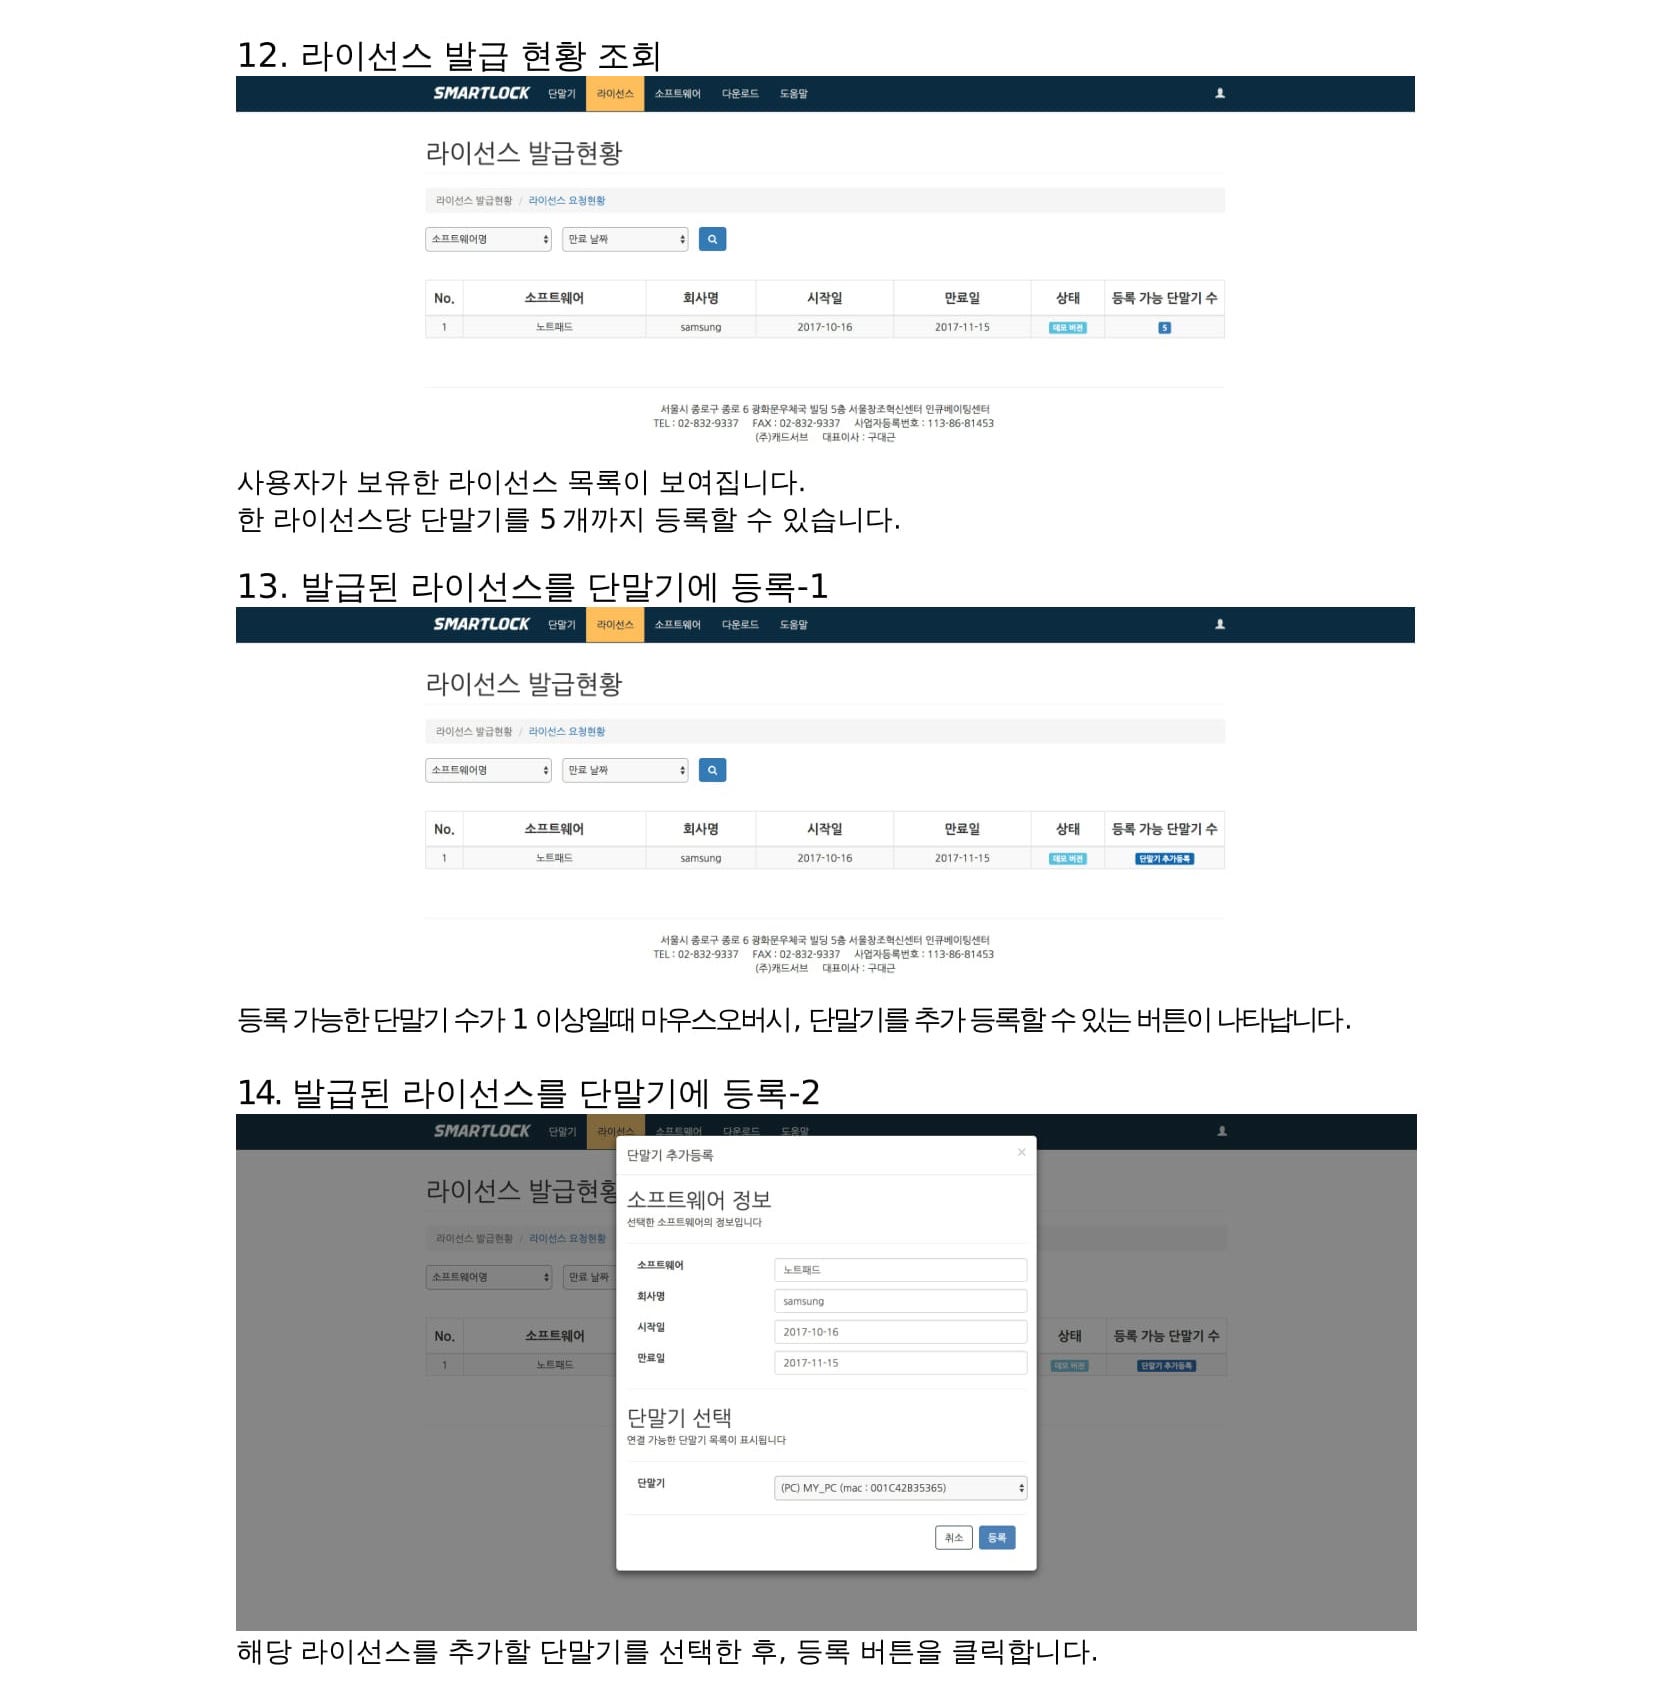 12. 라이선스 발급 현황 조회
SMARTLOCK 단말기 라이선스 소프트웨어 다운로드 도움말
라이선스 발급현황
라이선스 발급현황 / 라이선스 요청현황
소프트웨어명 만료 날짜
No. 소프트웨어 회사명 시작일 만료일 상태 등록 가능 단말기 수
1 노트패드 samsung 2017-10-16 2017-11-15 데모 버전 5
서울시 종로구 종로 6 광화문우체국 빌딩 5층 서울창조혁신센터 인큐베이팅센터
TEL : 02-832-9337 FAX : 02-832-9337 사업자등록번호 : 113-86-81453
(주)캐드서브 대표이사 : 구대근
사용자가 보유한 라이선스 목록이 보여집니다.
한 라이선스당 단말기를 5개까지 등록할 수 있습니다.
13. 발급된 라이선스를 단말기에 등록-1
SMARTLOCK 단말기 라이선스 소프트웨어 다운로드 도움말
라이선스 발급현황
라이선스 발급현황 / 라이선스 요청현황
소프트웨어명 만료 날짜
No. 소프트웨어 회사명 시작일 만료일 상태 등록 가능 단말기 수
1 노트패드 samsung 2017-10-16 2017-11-15 데모 버전 단말기 추가등록
서울시 종로구 종로 6 광화문우체국 빌딩 5층 서울창조혁신센터 인큐베이팅센터
TEL : 02-832-9337 FAX : 02-832-9337 사업자등록번호 : 113-86-81453
(주)캐드서브 대표이사 : 구대근
등록 가능한 단말기 수가 1 이상일때 마우스오버시, 단말기를 추가 등록할 수 있는 버튼이 나타납니다.
14. 발급된 라이선스를 단말기에 등록-2
SMARTLOCK 단말기 라이선스 소프트웨어 다운로드 도움말
라이선스 발급현황
라이선스 발급현황 / 라이선스 요청현황
소프트웨어명 만료 날짜
No. 소프트웨어 상태 등록 가능 단말기 수
1 노트패드 데모 버전 단말기 추가등록
단말기 추가등록 ×
소프트웨어 정보
선택한 소프트웨어의 정보입니다
소프트웨어 노트패드
회사명 samsung
시작일 2017-10-16
만료일 2017-11-15
단말기 선택
연결 가능한 단말기 목록이 표시됩니다
단말기 (PC) MY_PC (mac : 001C42B35365)
취소 등록
해당 라이선스를 추가할 단말기를 선택한 후, 등록 버튼을 클릭합니다.